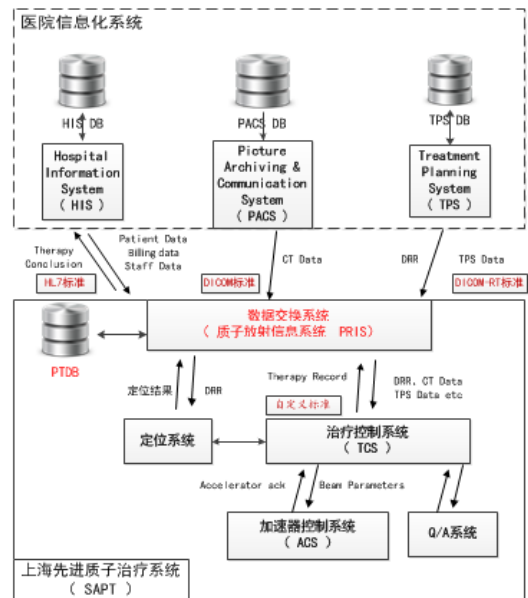 医院信息化系统
HIS DB
PACS DB
TPS DB
Hospital
Information
System
( HIS )
Picture
Archiving &
Communication
System
( PACS )
Treatment
Planning
System
( TPS )
Therapy
Conclusion
Patient Data
Billing data
Staff Data
CT Data
DRR
TPS Data
HL7标准
DICOM标准
DICOM-RT标准
PTDB
数据交换系统
( 质子放射信息系统 PRIS)
定位结果
DRR
Therapy Record
自定义标准
DRR, CT Data
TPS Data etc
定位系统
治疗控制系统
( TCS )
Accelerator ack
Beam Parameters
加速器控制系统
( ACS )
Q/A系统
上海先进质子治疗系统
( SAPT )